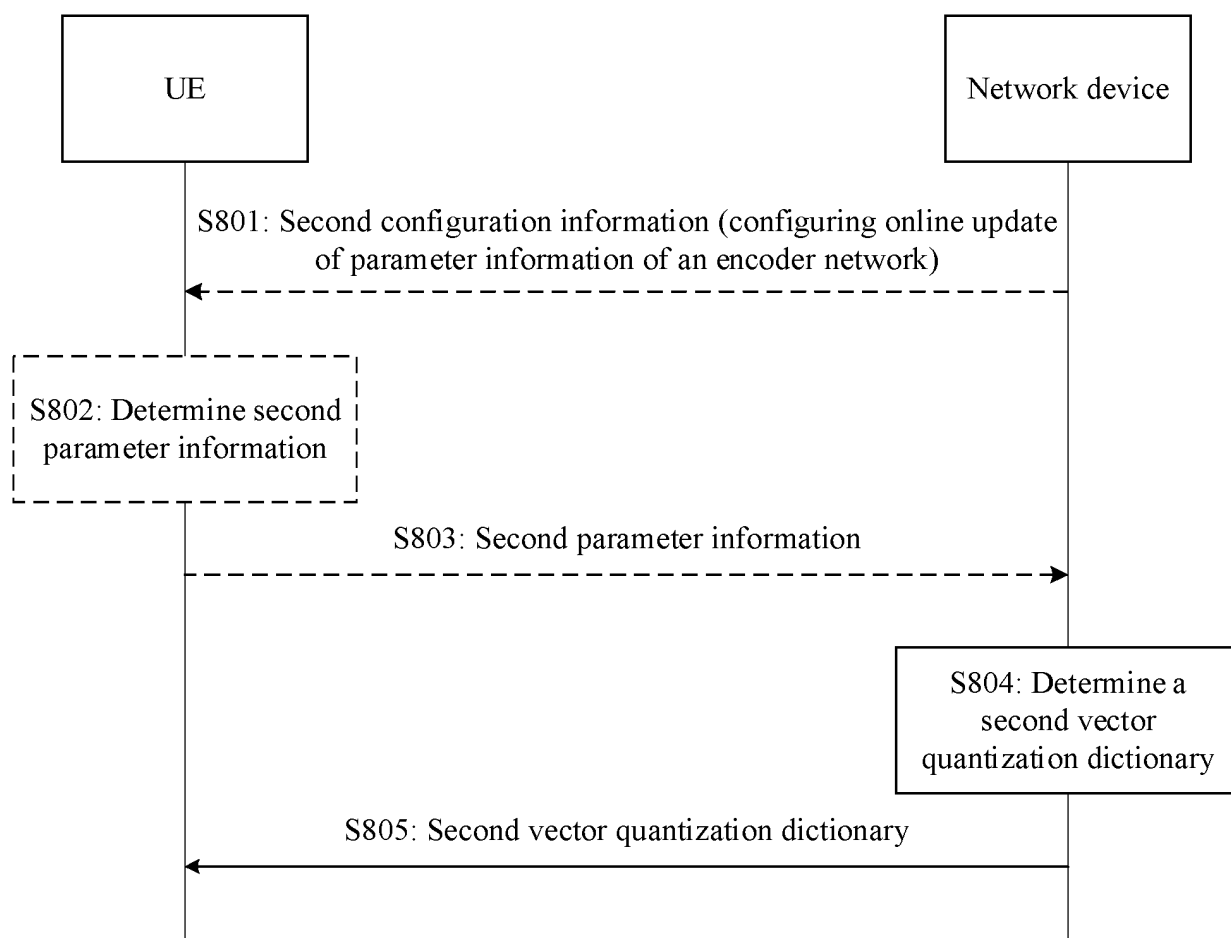 UE
Network device
S801: Second configuration information (configuring online update
of parameter information of an encoder network)
S802: Determine second
parameter information
S803: Second parameter information
S804: Determine a
second vector
quantization dictionary
S805: Second vector quantization dictionary